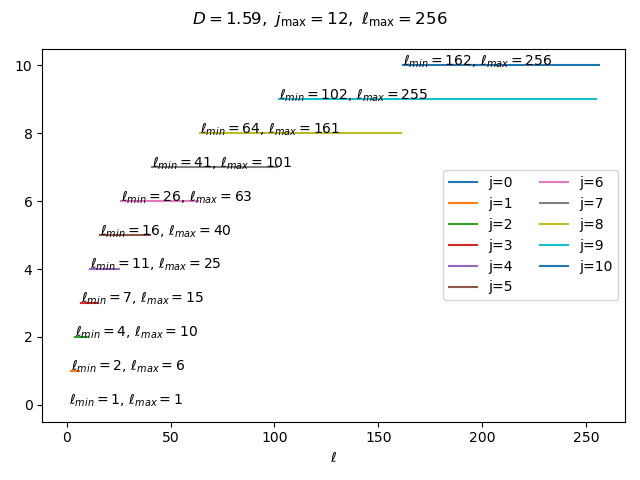 D = 1.59, j_max = 12, ℓ_max = 256
10
8
6
4
2
0
ℓ_min = 162, ℓ_max = 256
ℓ_min = 102, ℓ_max = 255
ℓ_min = 64, ℓ_max = 161
ℓ_min = 41, ℓ_max = 101
ℓ_min = 26, ℓ_max = 63
ℓ_min = 16, ℓ_max = 40
ℓ_min = 11, ℓ_max = 25
ℓ_min = 7, ℓ_max = 15
ℓ_min = 4, ℓ_max = 10
ℓ_min = 2, ℓ_max = 6
ℓ_min = 1, ℓ_max = 1
j=0
j=1
j=2
j=3
j=4
j=5
j=6
j=7
j=8
j=9
j=10
0 50 100 150 200 250
ℓ